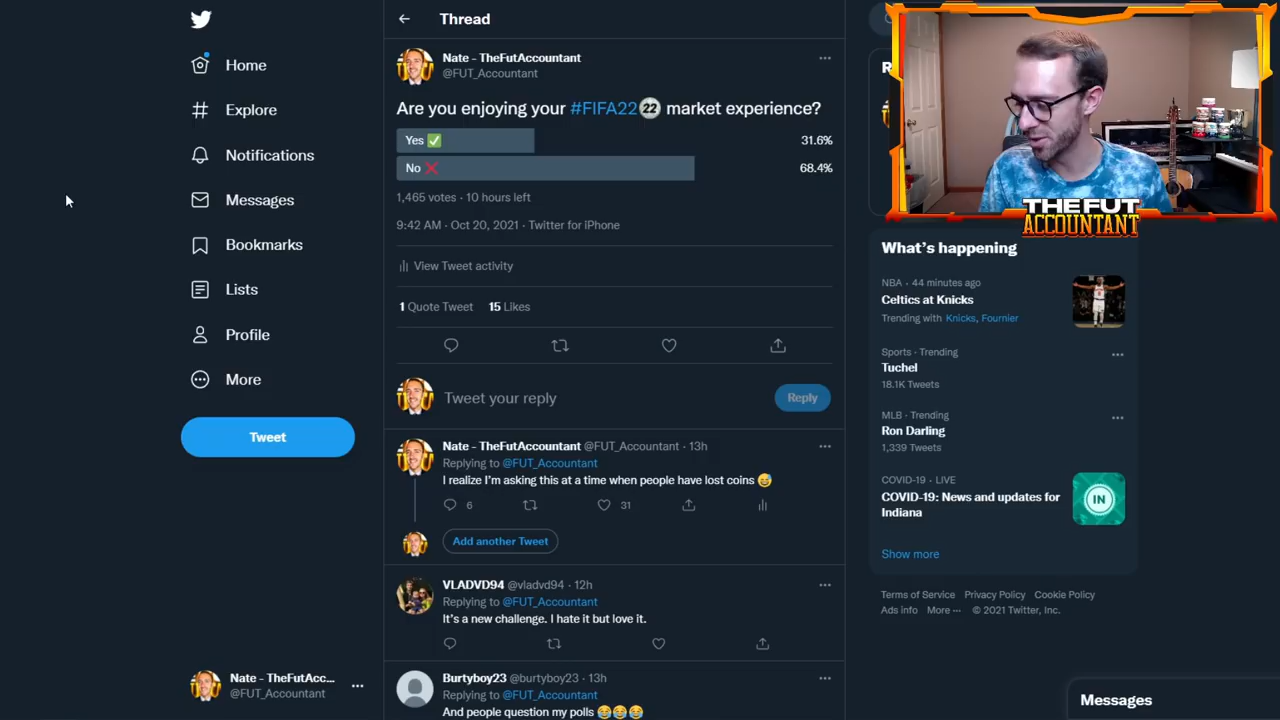 Home
Explore
Notifications
Messages
Bookmarks
Lists
Profile
More
Tweet
Nate - TheFutAcc...
@FUT_Accountant
Thread
Nate - TheFutAccountant
@FUT_Accountant
Are you enjoying your #FIFA22 22 market experience?
Yes ✅ 31.6%
No ❌ 68.4%
1,465 votes · 10 hours left
9:42 AM · Oct 20, 2021 · Twitter for iPhone
View Tweet activity
1 Quote Tweet 15 Likes
Tweet your reply Reply
Nate - TheFutAccountant @FUT_Accountant · 13h
Replying to @FUT_Accountant
I realize I'm asking this at a time when people have lost coins 😅
6 31
Add another Tweet
VLADVD94 @vladvd94 · 12h
Replying to @FUT_Accountant
It's a new challenge. I hate it but love it.
Burtyboy23 @burtyboy23 · 13h
Replying to @FUT_Accountant
And people question my polls 😂😂😂
THE FUT
ACCOUNTANT
What's happening
NBA · 44 minutes ago
Celtics at Knicks
Trending with Knicks, Fournier
Sports · Trending
Tuchel
18.1K Tweets
MLB · Trending
Ron Darling
1,339 Tweets
COVID-19 · LIVE
COVID-19: News and updates for
Indiana
IN
Show more
Terms of Service Privacy Policy Cookie Policy
Ads info More ··· © 2021 Twitter, Inc.
Messages